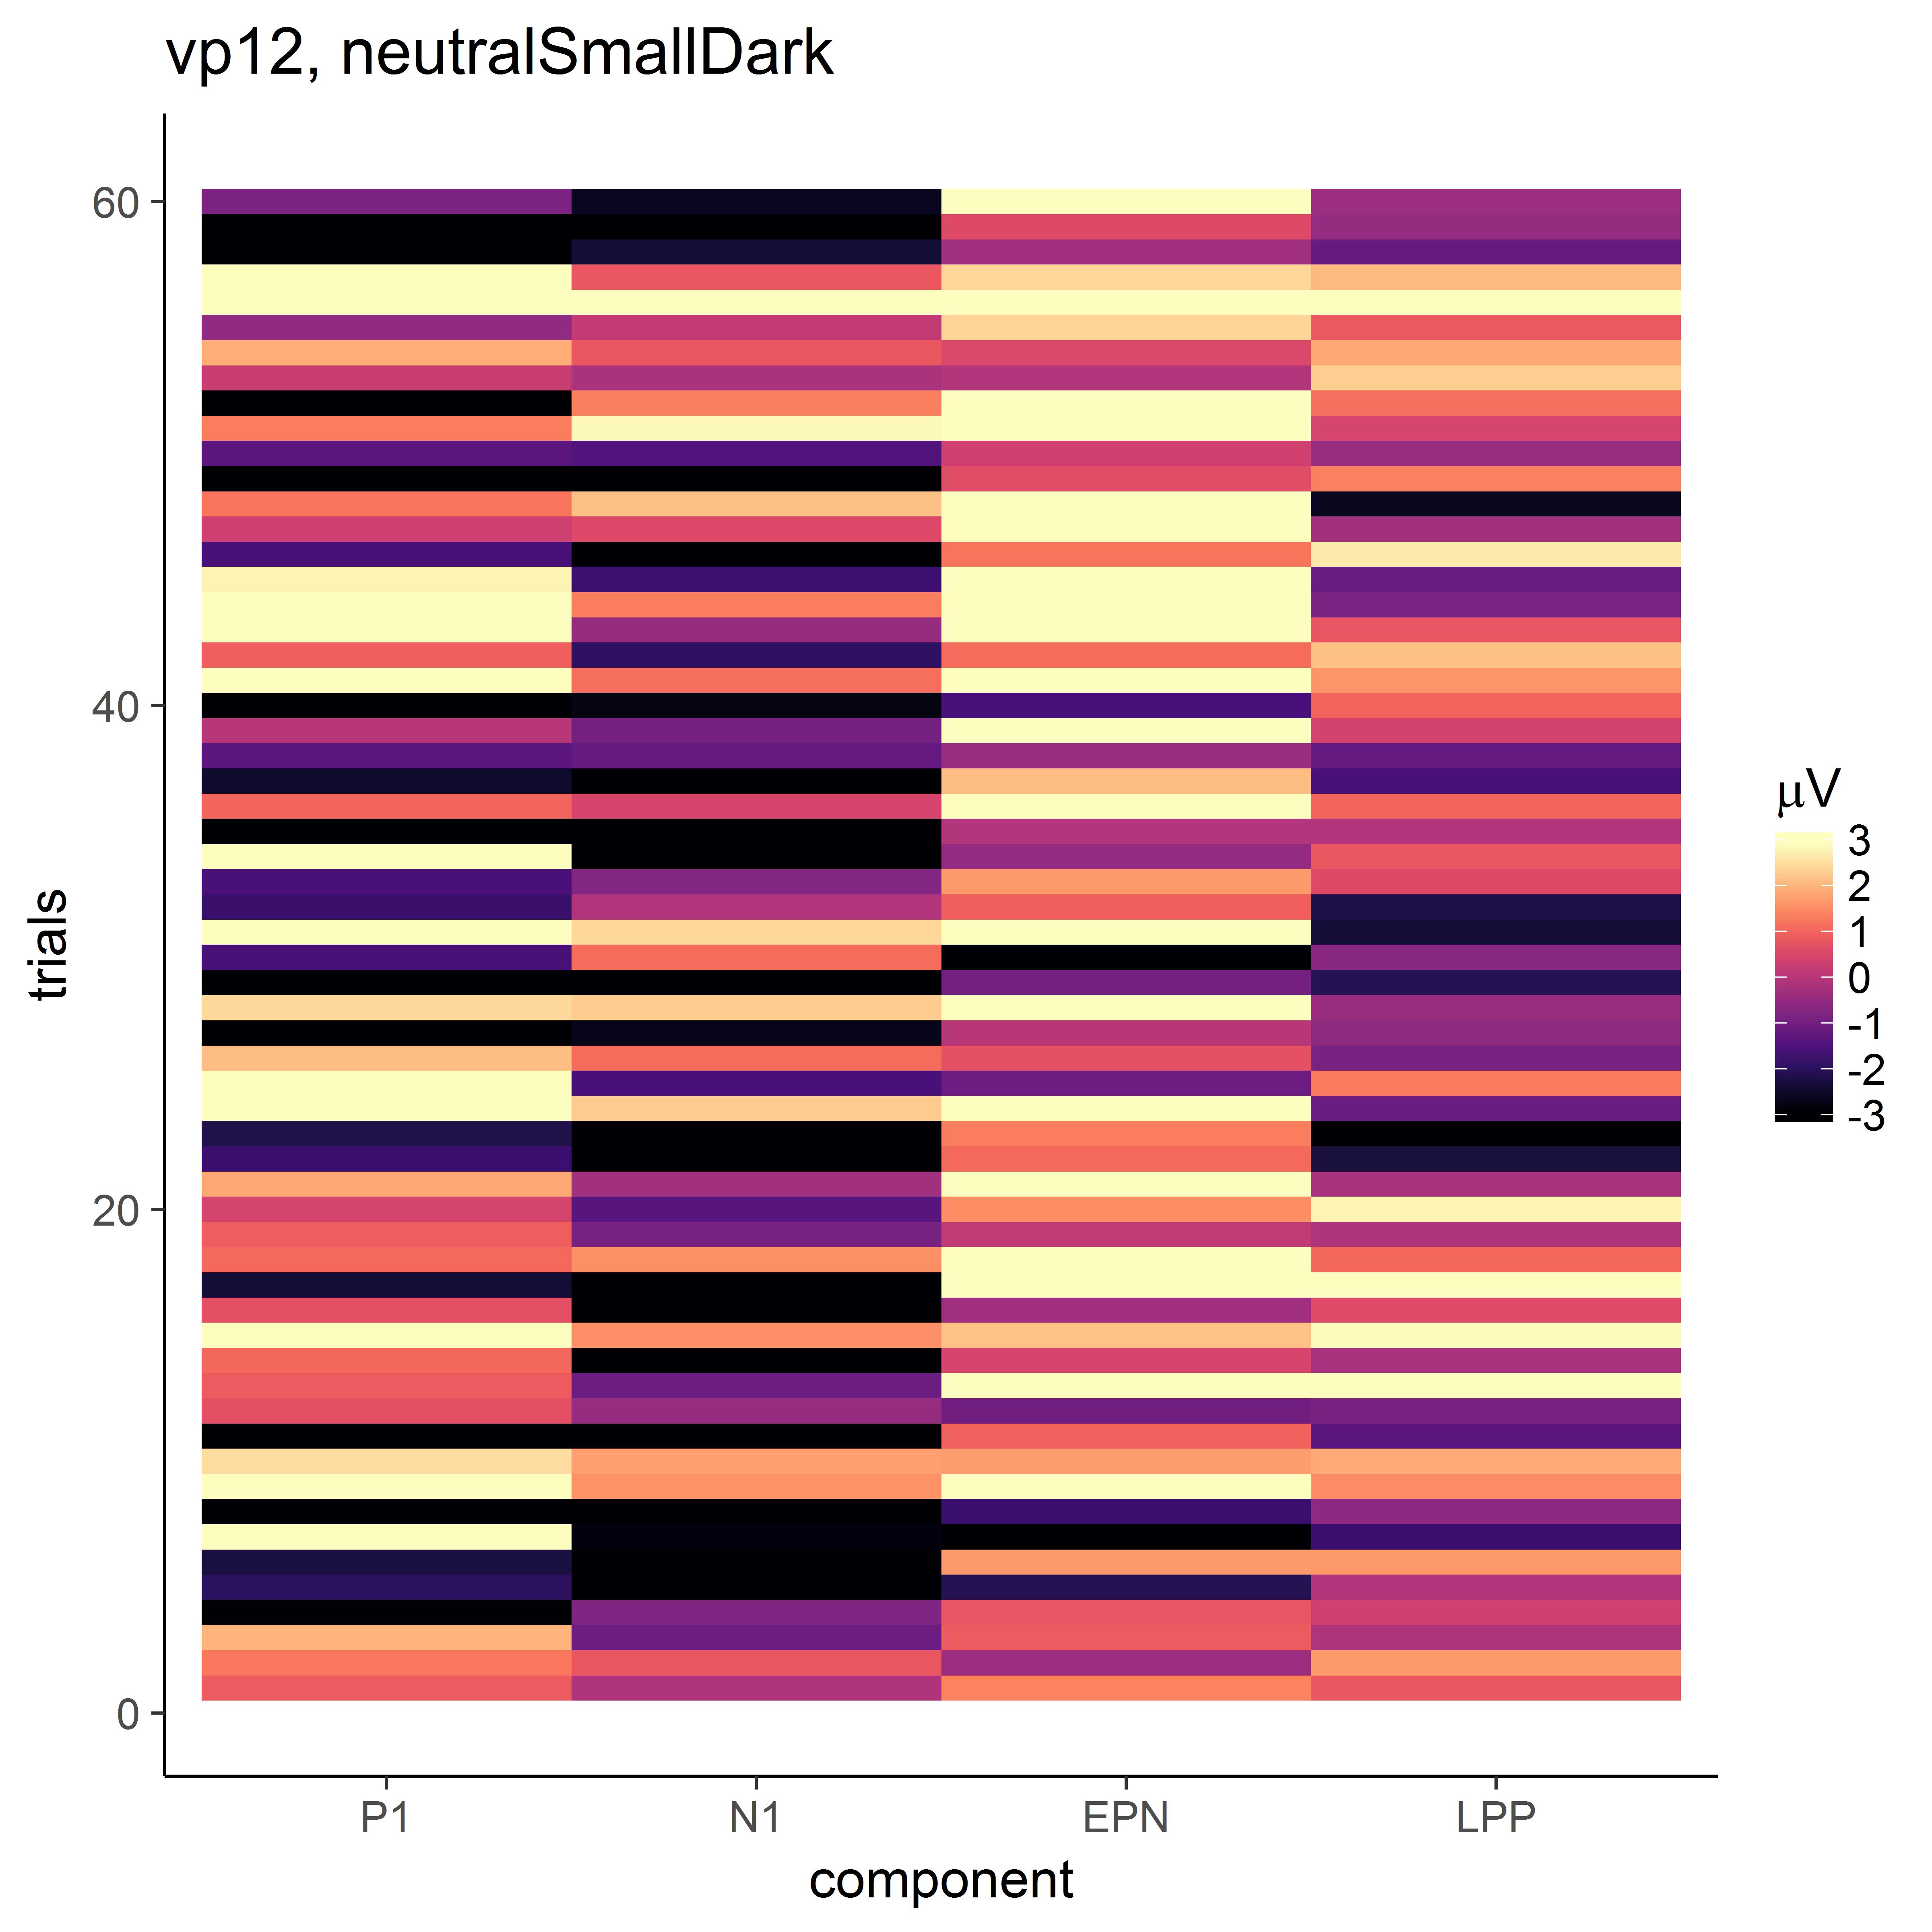 vp12, neutralSmallDark
60
40
20
0
trials
P1 N1 EPN LPP
component
μV
3
2
1
0
-1
-2
-3